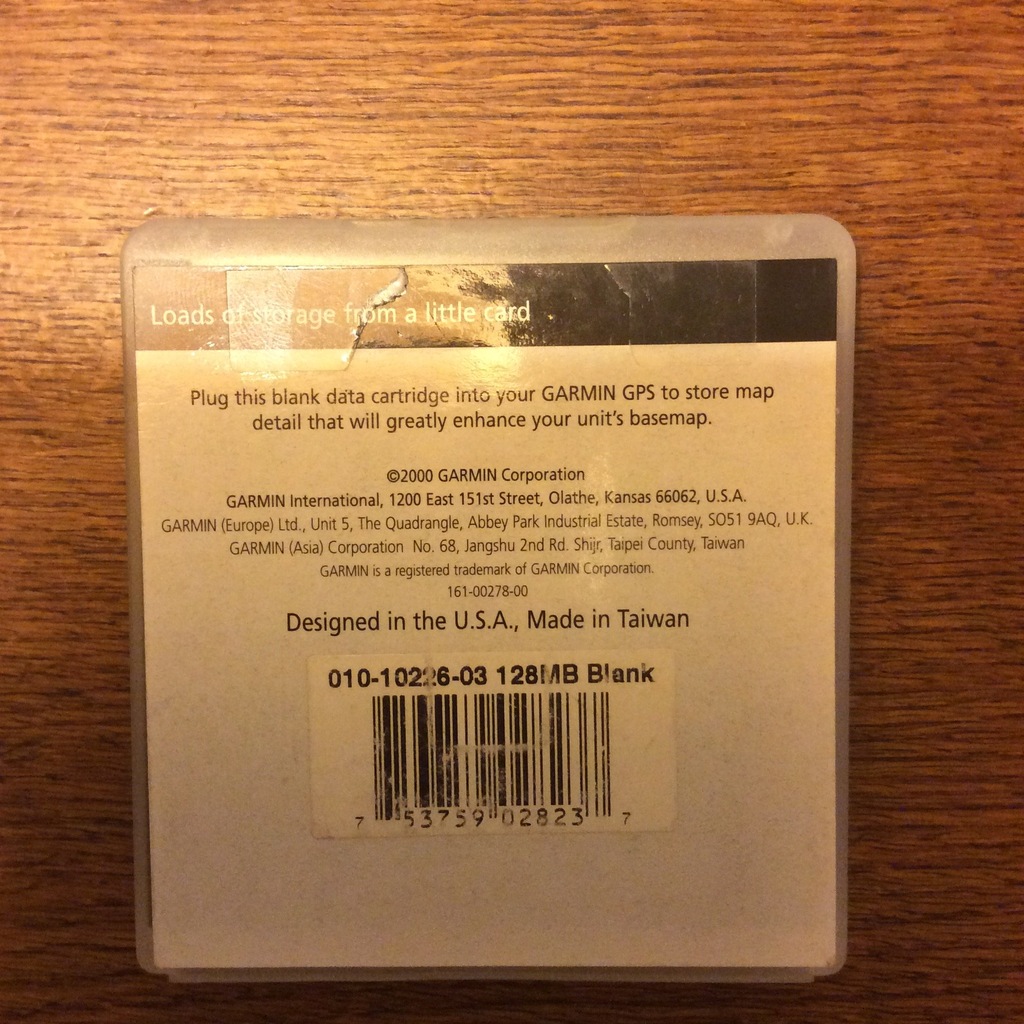 Loads of storage from a little card
Plug this blank data cartridge into your GARMIN GPS to store map
detail that will greatly enhance your unit's basemap.
©2000 GARMIN Corporation
GARMIN International, 1200 East 151st Street, Olathe, Kansas 66062, U.S.A.
GARMIN (Europe) Ltd., Unit 5, The Quadrangle, Abbey Park Industrial Estate, Romsey, SO51 9AQ, U.K.
GARMIN (Asia) Corporation No. 68, Jangshu 2nd Rd. Shijr, Taipei County, Taiwan
GARMIN is a registered trademark of GARMIN Corporation.
161-00278-00
Designed in the U.S.A., Made in Taiwan
010-10226-03 128MB Blank
7 53759 02823 7